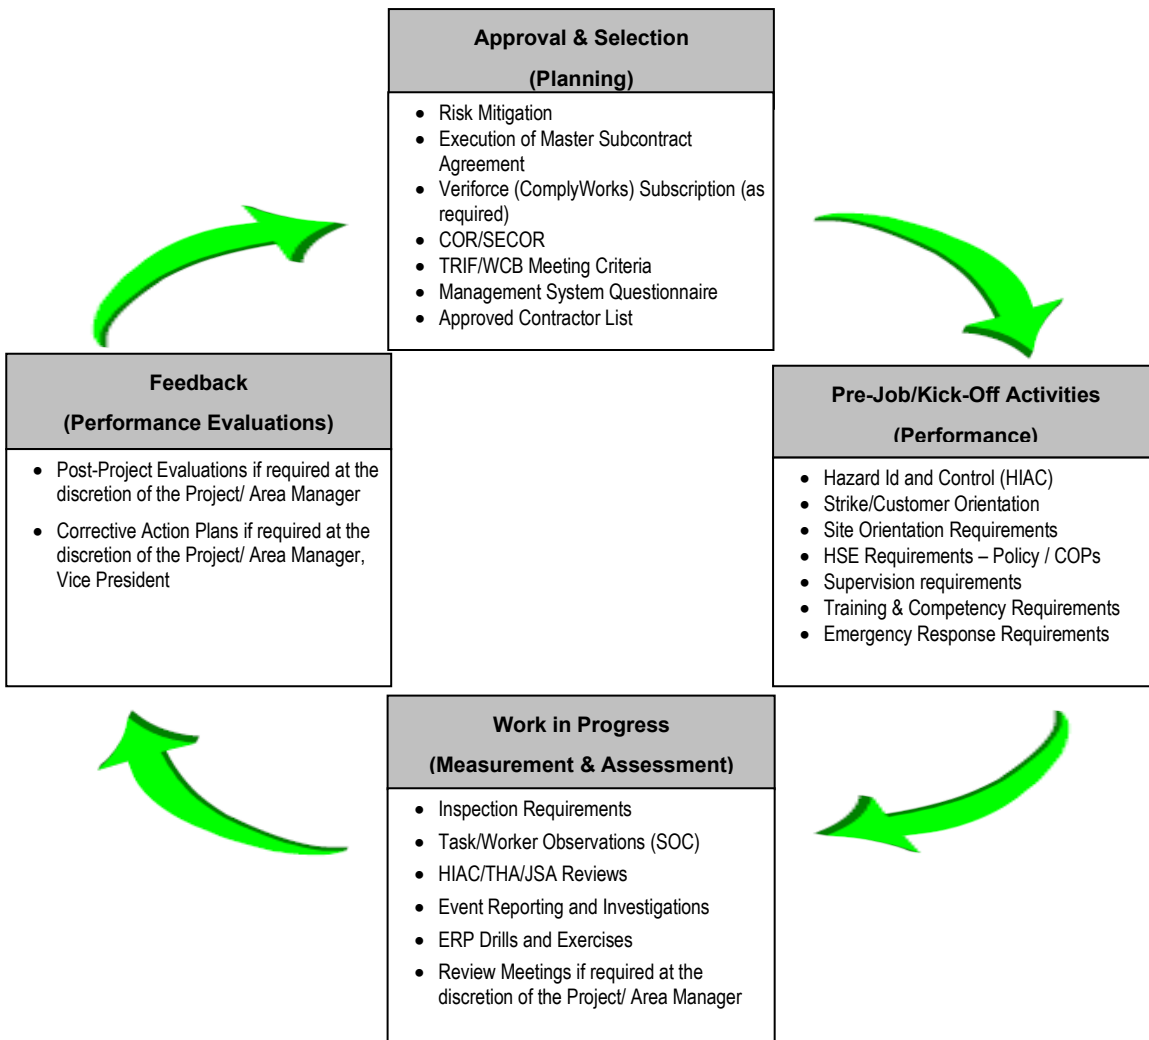 Approval & Selection
(Planning)
• Risk Mitigation
• Execution of Master Subcontract
Agreement
• Veriforce (ComplyWorks) Subscription (as
required)
• COR/SECOR
• TRIF/WCB Meeting Criteria
• Management System Questionnaire
• Approved Contractor List
Feedback
(Performance Evaluations)
• Post-Project Evaluations if required at the
discretion of the Project/ Area Manager
• Corrective Action Plans if required at the
discretion of the Project/ Area Manager,
Vice President
Pre-Job/Kick-Off Activities
(Performance)
• Hazard Id and Control (HIAC)
• Strike/Customer Orientation
• Site Orientation Requirements
• HSE Requirements – Policy / COPs
• Supervision requirements
• Training & Competency Requirements
• Emergency Response Requirements
Work in Progress
(Measurement & Assessment)
• Inspection Requirements
• Task/Worker Observations (SOC)
• HIAC/THA/JSA Reviews
• Event Reporting and Investigations
• ERP Drills and Exercises
• Review Meetings if required at the
discretion of the Project/ Area Manager